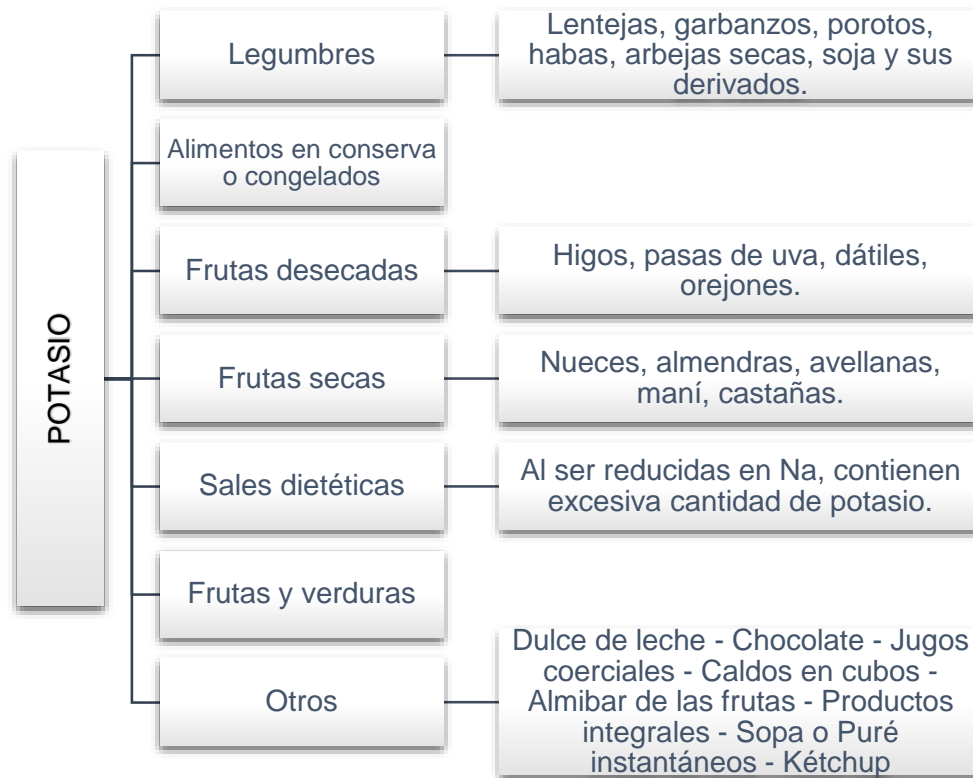 POTASIO
Legumbres
Lentejas, garbanzos, porotos,
habas, arbejas secas, soja y sus
derivados.
Alimentos en conserva
o congelados
Frutas desecadas
Higos, pasas de uva, dátiles,
orejones.
Frutas secas
Nueces, almendras, avellanas,
maní, castañas.
Sales dietéticas
Al ser reducidas en Na, contienen
excesiva cantidad de potasio.
Frutas y verduras
Otros
Dulce de leche - Chocolate - Jugos
coerciales - Caldos en cubos -
Almibar de las frutas - Productos
integrales - Sopa o Puré
instantáneos - Kétchup